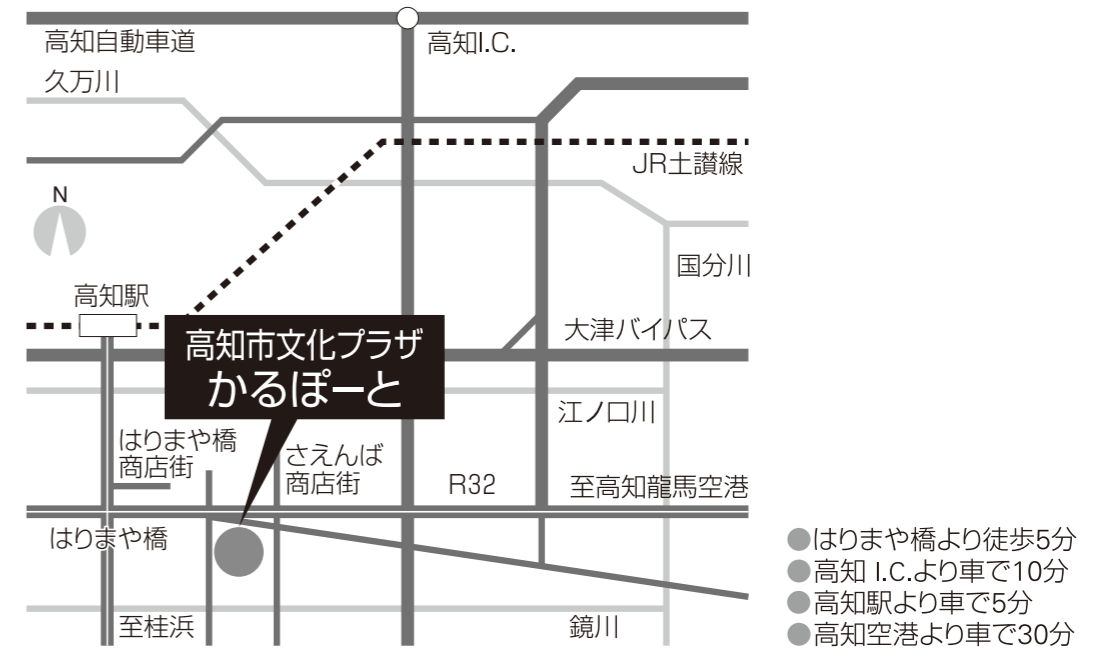 高知自動車道
高知I.C.
久万川
JR土讃線
N
国分川
高知駅
大津バイパス
高知市文化プラザ
かるぽーと
江ノ口川
はりまや橋
商店街
さえんば
商店街
R32
至高知龍馬空港
はりまや橋
至桂浜
鏡川
●はりまや橋より徒歩5分
●高知 I.C.より車で10分
●高知駅より車で5分
●高知空港より車で30分